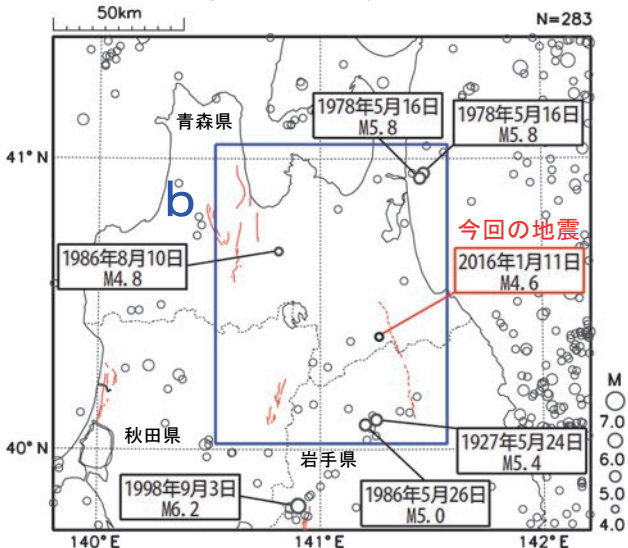 50km
N=283
青森県
1978年5月16日
M5.8
1978年5月16日
M5.8
41°N
b
今回の地震
1986年8月10日
M4.8
2016年1月11日
M4.6
M
7.0
6.0
5.0
4.0
秋田県
40°N
岩手県
1927年5月24日
M5.4
1998年9月3日
M6.2
1986年5月26日
M5.0
140°E
141°E
142°E